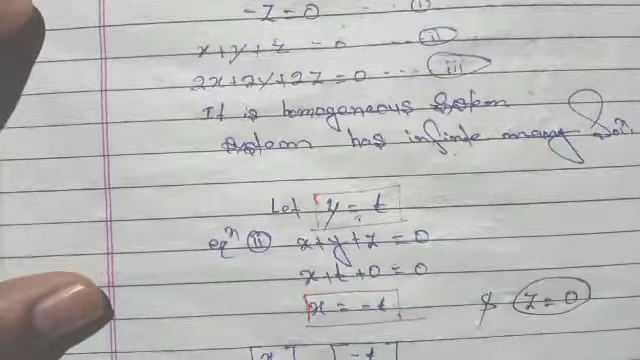 -z = 0 ... (i)
x+y+z = 0 ... (ii)
2x+2y+2z = 0 ... (iii)
It is homogeneous system
system has infinite many Solⁿ
Let y = t
eqⁿ (ii) x+y+z = 0
x+t+0 = 0
x = -t & z = 0
x -t